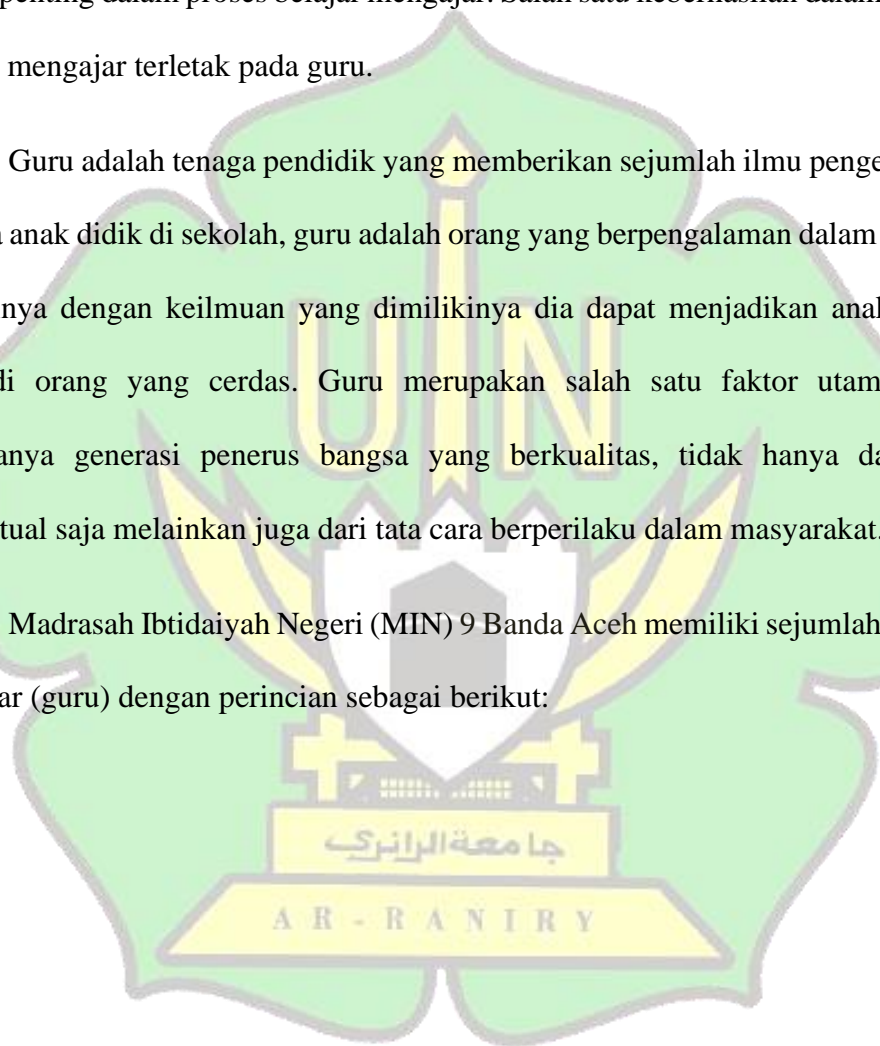 penting dalam proses belajar mengajar. Salah satu keberhasilan dalam
mengajar terletak pada guru.
Guru adalah tenaga pendidik yang memberikan sejumlah ilmu penge
anak didik di sekolah, guru adalah orang yang berpengalaman dalam
nya dengan keilmuan yang dimilikinya dia dapat menjadikan anak
di orang yang cerdas. Guru merupakan salah satu faktor utam
anya generasi penerus bangsa yang berkualitas, tidak hanya da
tual saja melainkan juga dari tata cara berperilaku dalam masyarakat.
Madrasah Ibtidaiyah Negeri (MIN) 9 Banda Aceh memiliki sejumlah
ar (guru) dengan perincian sebagai berikut:
UIN
جامعة الرانري
AR-RANIRY